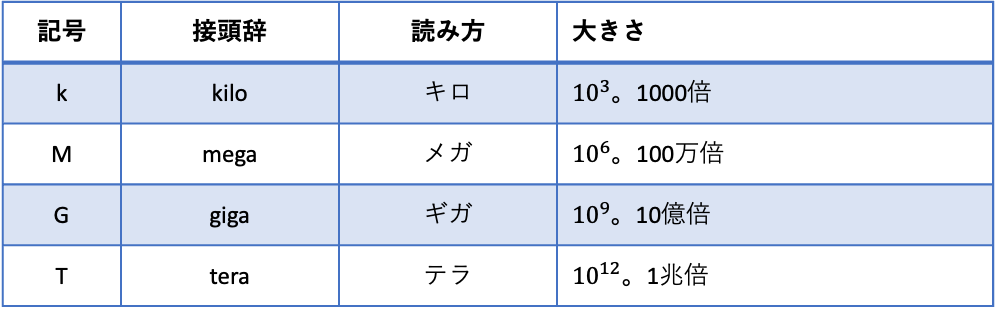 記号 接頭辞 読み方 大きさ
k kilo キロ 10³。1000倍
M mega メガ 10⁶。100万倍
G giga ギガ 10⁹。10億倍
T tera テラ 10¹²。1兆倍